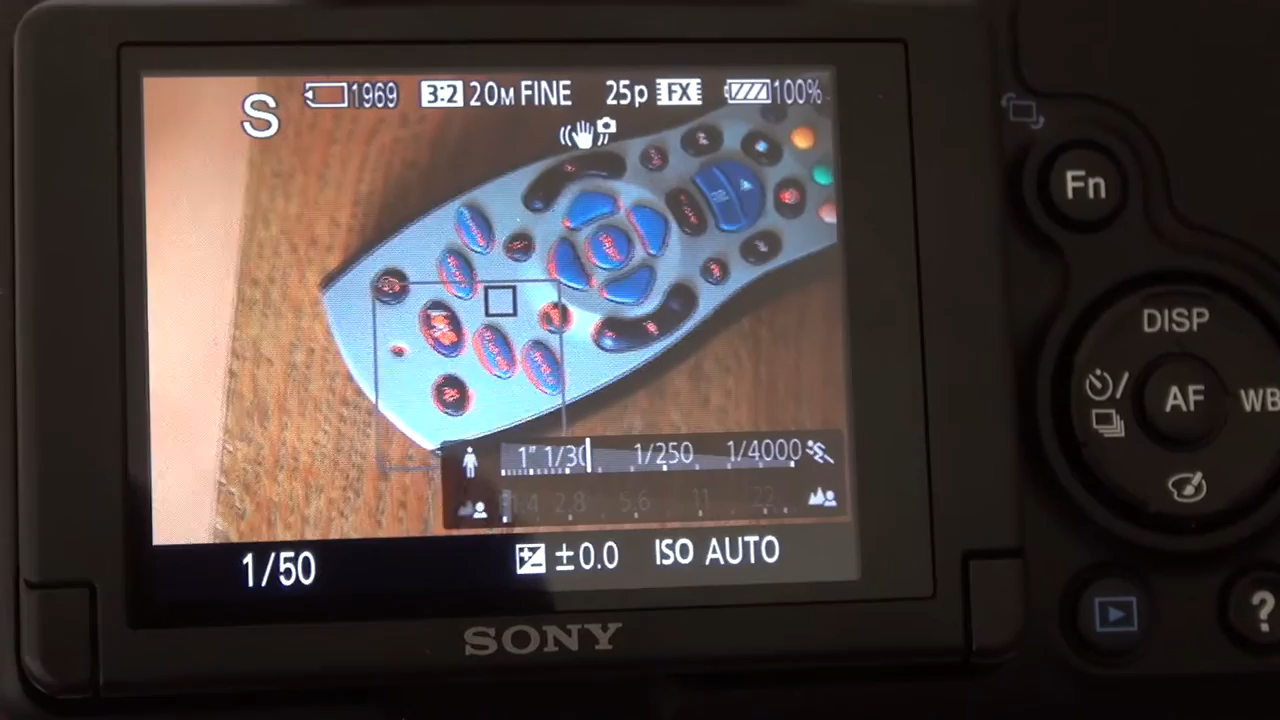 S 1969 3:2 20M FINE 25p FX 100%
Fn
DISP
AF
WB
1" 1/30 1/250 1/4000
2.8 5.6 11 22
1/50 ±0.0 ISO AUTO
?
SONY